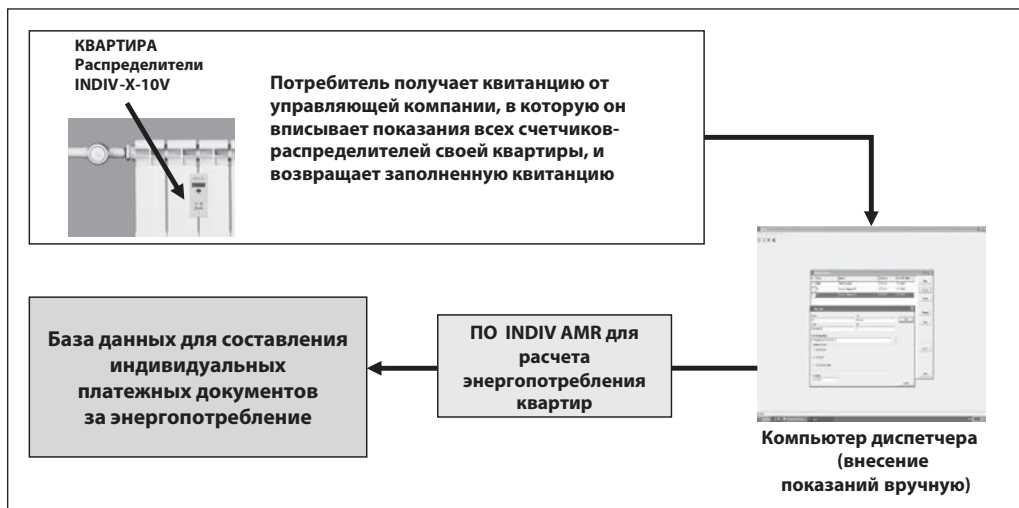 КВАРТИРА
Распределители
INDIV-X-10V
Потребитель получает квитанцию от
управляющей компании, в которую он
вписывает показания всех счетчиков-
распределителей своей квартиры, и
возвращает заполненную квитанцию
База данных для составления
индивидуальных
платежных документов
за энергопотребление
ПО INDIV AMR для
расчета
энергопотребления
квартир
Компьютер диспетчера
(внесение
показаний вручную)